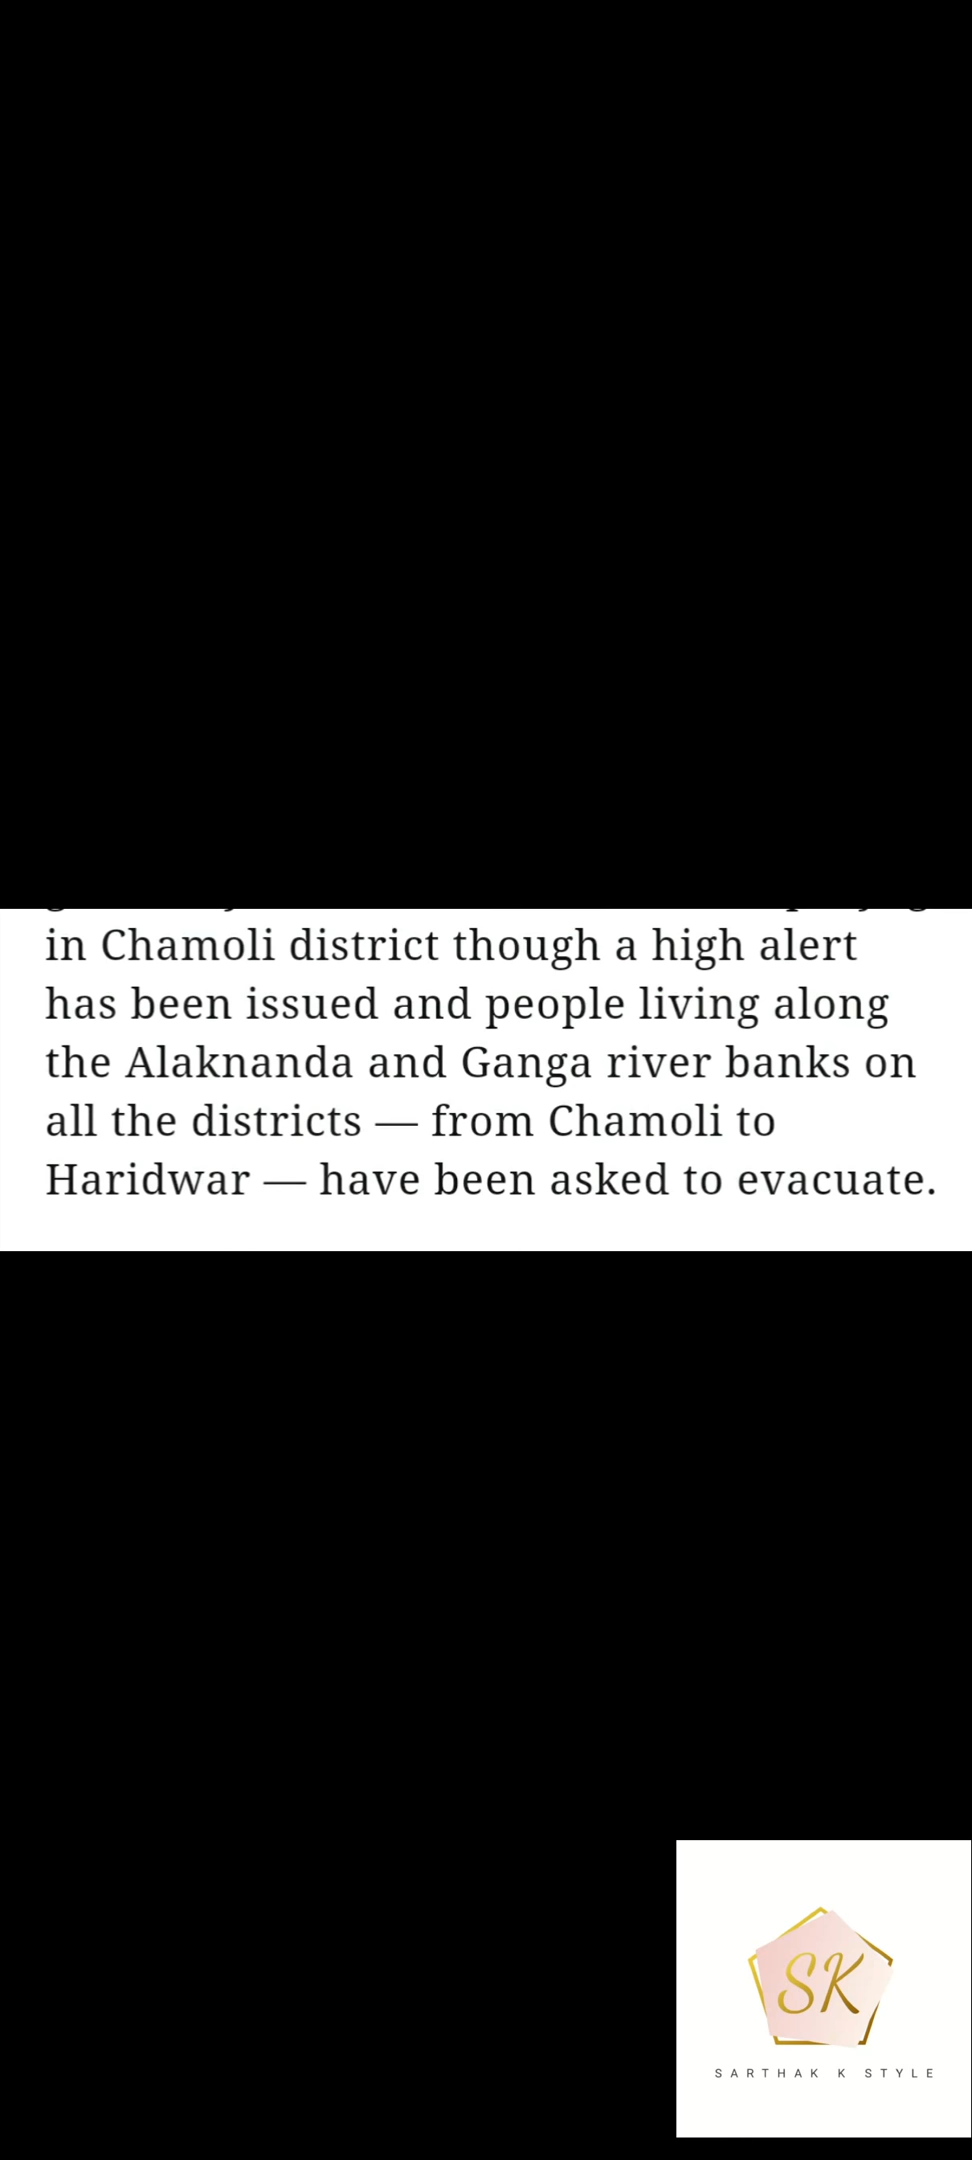 in Chamoli district though a high alert
has been issued and people living along
the Alaknanda and Ganga river banks on
all the districts — from Chamoli to
Haridwar — have been asked to evacuate.
SK
SARTHAK K STYLE